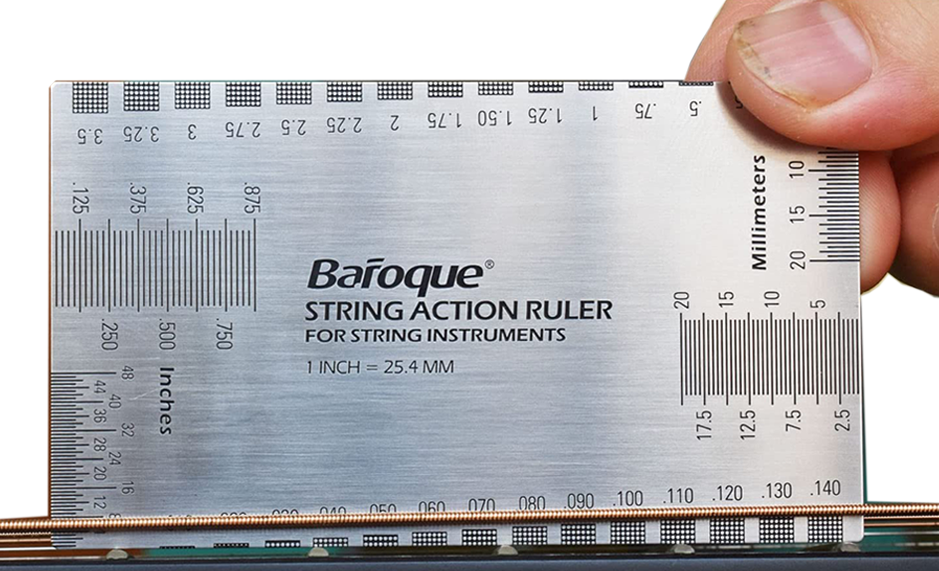 3.5 3.25 3 2.75 2.5 2.25 2 1.75 1.50 1.25 1 .75 .5
.125 .375 .625 .875
.250 .500 .750
Inches
48 44 40 36 32 28 24 20 16 12
Baroque®
STRING ACTION RULER
FOR STRING INSTRUMENTS
1 INCH = 25.4 MM
Millimeters
10 15 20
20 15 10 5
17.5 12.5 7.5 2.5
040 050 .060 .070 .080 .090 .100 .110 .120 .130 .140